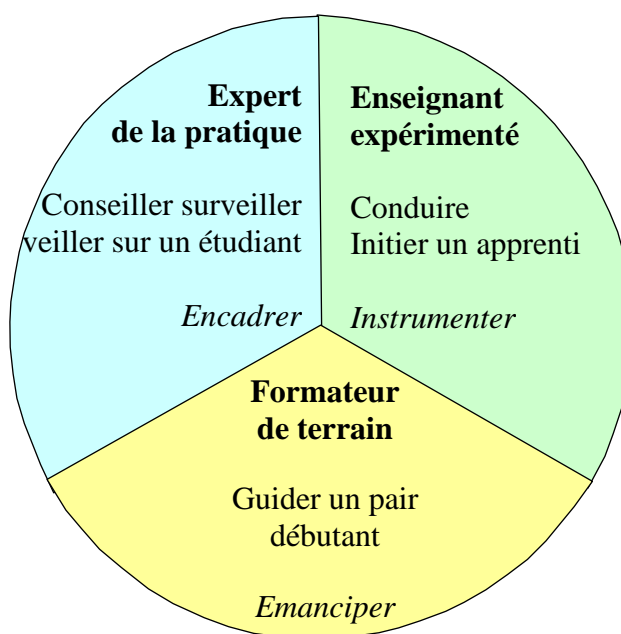 Expert
de la pratique
Conseiller surveiller
veiller sur un étudiant
Encadrer
Enseignant
expérimenté
Conduire
Initier un apprenti
Instrumenter
Formateur
de terrain
Guider un pair
débutant
Emanciper